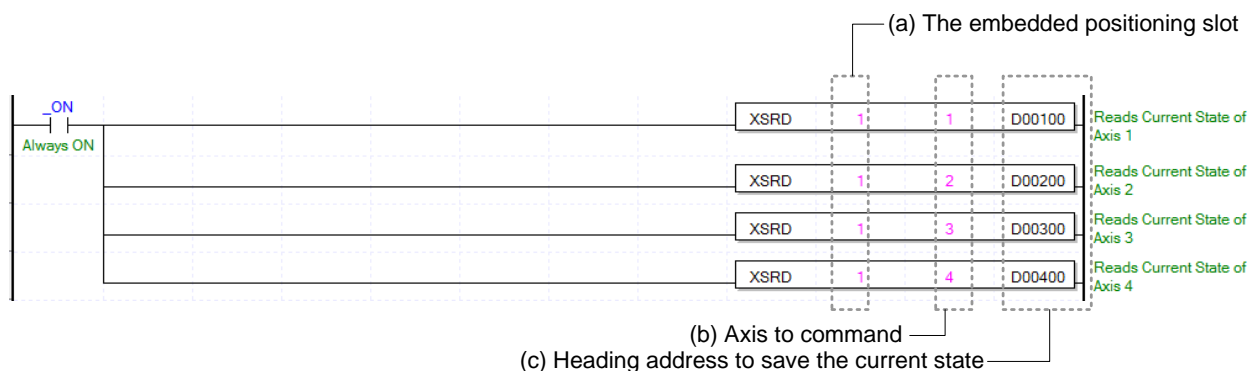 (a) The embedded positioning slot
_ON
Always ON
XSRD 1 1 D00100
Reads Current State of
Axis 1
XSRD 1 2 D00200
Reads Current State of
Axis 2
XSRD 1 3 D00300
Reads Current State of
Axis 3
XSRD 1 4 D00400
Reads Current State of
Axis 4
(b) Axis to command
(c) Heading address to save the current state